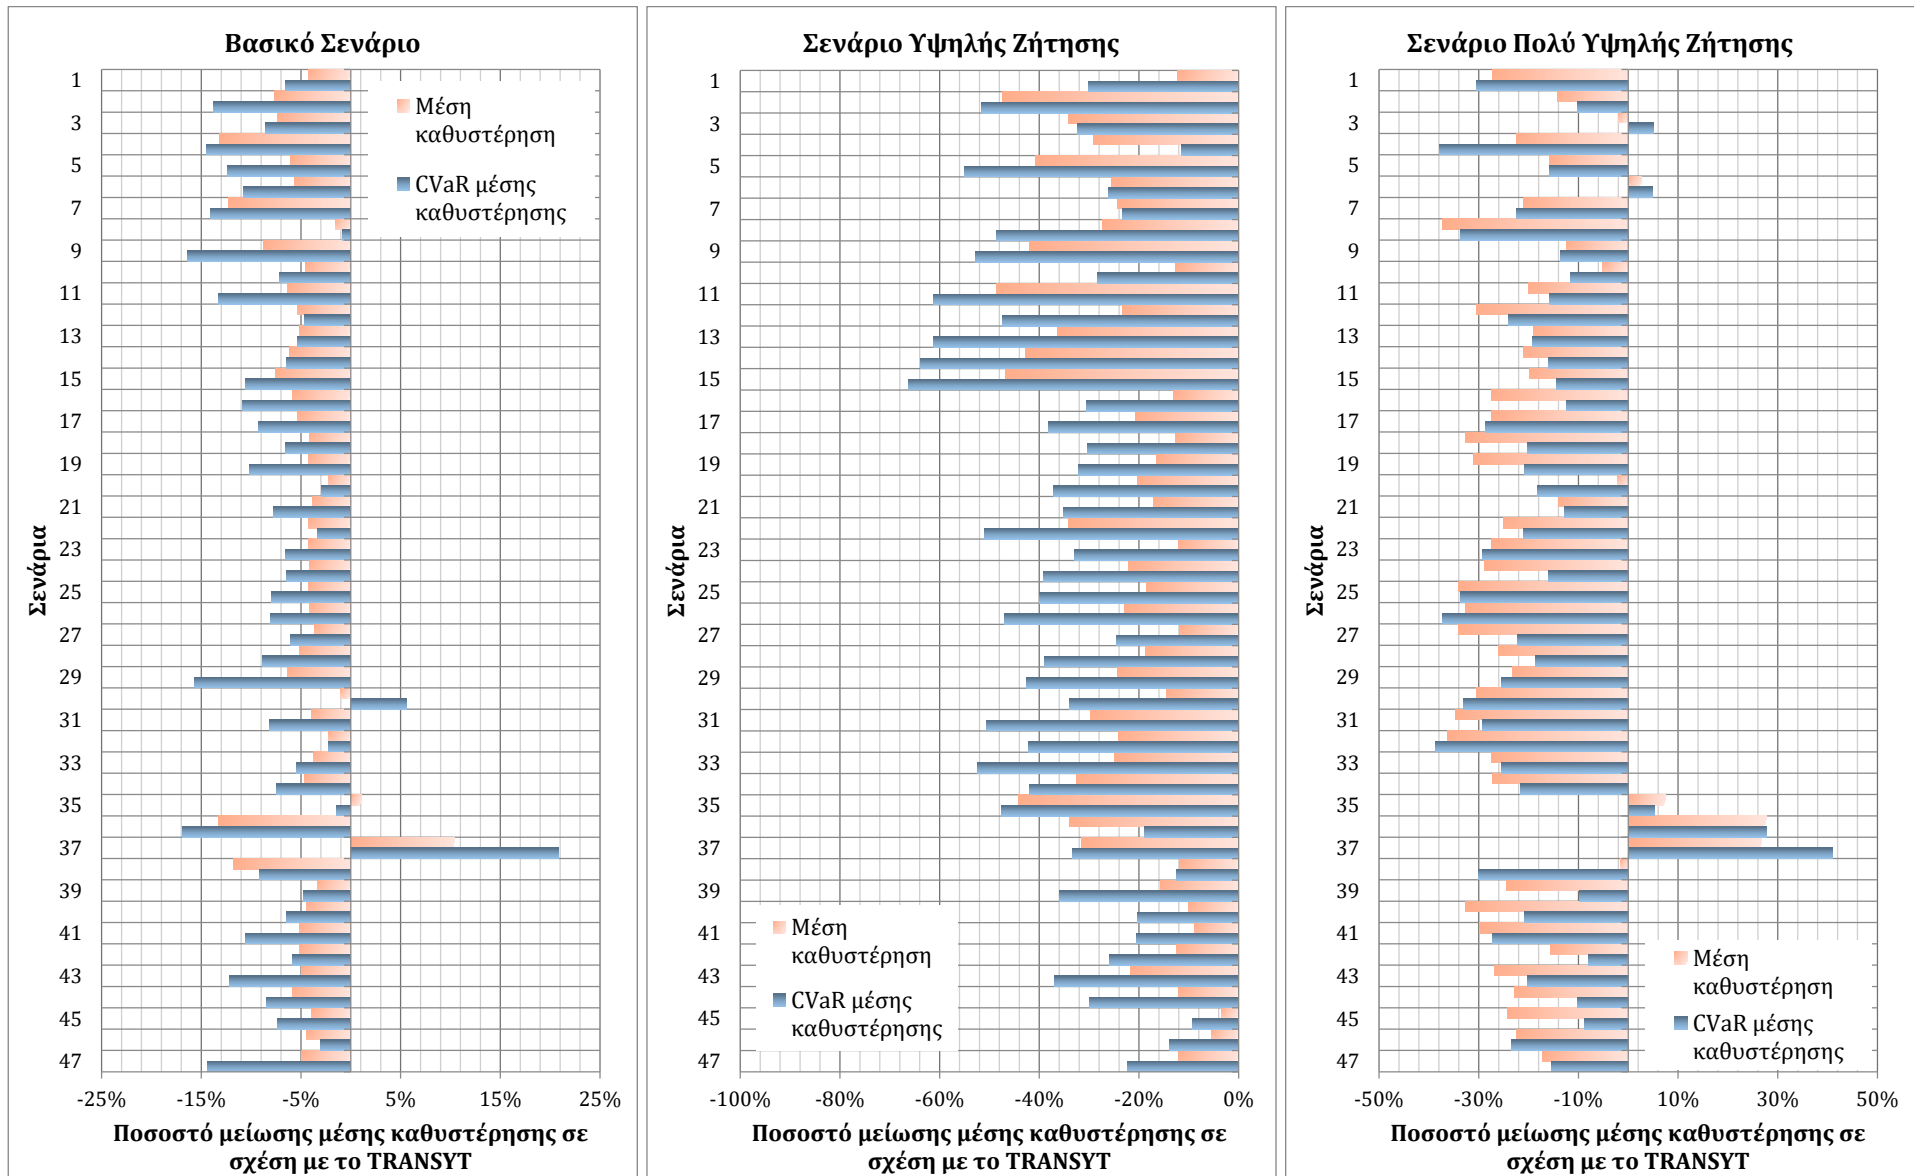 Βασικό Σενάριο
1
3
5
7
9
11
13
15
17
19
21
23
25
27
29
31
33
35
37
39
41
43
45
47
Σενάρια
Μέση
καθυστέρηση
CVaR μέσης
καθυστέρησης
-25% -15% -5% 5% 15% 25%
Ποσοστό μείωσης μέσης καθυστέρησης σε
σχέση με το TRANSYT
Σενάριο Υψηλής Ζήτησης
1
3
5
7
9
11
13
15
17
19
21
23
25
27
29
31
33
35
37
39
41
43
45
47
Σενάρια
Μέση
καθυστέρηση
CVaR μέσης
καθυστέρησης
-100% -80% -60% -40% -20% 0%
Ποσοστό μείωσης μέσης καθυστέρησης σε
σχέση με το TRANSYT
Σενάριο Πολύ Υψηλής Ζήτησης
1
3
5
7
9
11
13
15
17
19
21
23
25
27
29
31
33
35
37
39
41
43
45
47
Σενάρια
Μέση
καθυστέρηση
CVaR μέσης
καθυστέρησης
-50% -30% -10% 10% 30% 50%
Ποσοστό μείωσης μέσης καθυστέρησης σε
σχέση με το TRANSYT